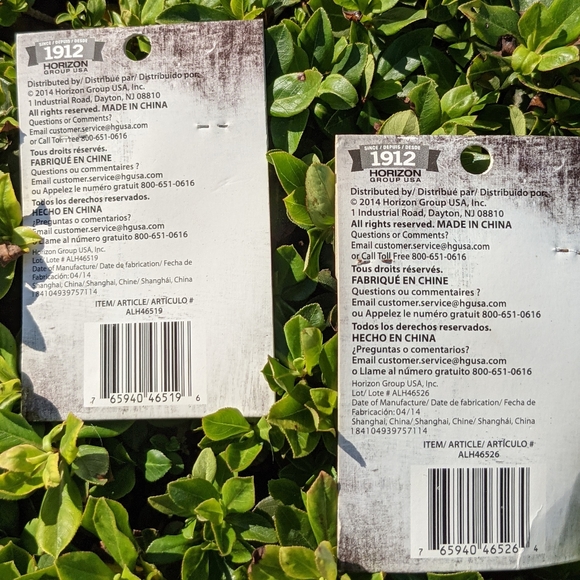 SINCE / DEPUIS / DESDE
1912
HORIZON
GROUP USA
Distributed by/ Distribué par/ Distribuido por:
© 2014 Horizon Group USA, Inc.
1 Industrial Road, Dayton, NJ 08810
All rights reserved. MADE IN CHINA
Questions or Comments?
Email customer.service@hgusa.com
or Call Toll Free 800-651-0616
Tous droits réservés.
FABRIQUÉ EN CHINE
Questions ou commentaires ?
Email customer.service@hgusa.com
ou Appelez le numéro gratuit 800-651-0616
Todos los derechos reservados.
HECHO EN CHINA
¿Preguntas o comentarios?
Email customer.service@hgusa.com
o Llame al número gratuito 800-651-0616
Horizon Group USA, Inc.
Lot/ Lote # ALH46519
Date of Manufacture/ Date de fabrication/ Fecha de
Fabricación: 04/14
Shanghai, China/ Shanghai, Chine/ Shanghái, China
184104939757114
ITEM/ ARTICLE/ ARTÍCULO #
ALH46519
7 65940 46519 6
SINCE / DEPUIS / DESDE
1912
HORIZON
GROUP USA
Distributed by/ Distribué par/ Distribuido por:
© 2014 Horizon Group USA, Inc.
1 Industrial Road, Dayton, NJ 08810
All rights reserved. MADE IN CHINA
Questions or Comments?
Email customer.service@hgusa.com
or Call Toll Free 800-651-0616
Tous droits réservés.
FABRIQUÉ EN CHINE
Questions ou commentaires ?
Email customer.service@hgusa.com
ou Appelez le numéro gratuit 800-651-0616
Todos los derechos reservados.
HECHO EN CHINA
¿Preguntas o comentarios?
Email customer.service@hgusa.com
o Llame al número gratuito 800-651-0616
Horizon Group USA, Inc.
Lot/ Lote # ALH46526
Date of Manufacture/ Date de fabrication/ Fecha de
Fabricación: 04/14
Shanghai, China/ Shanghai, Chine/ Shanghái, China
184104939757114
ITEM/ ARTICLE/ ARTÍCULO #
ALH46526
7 65940 46526 4